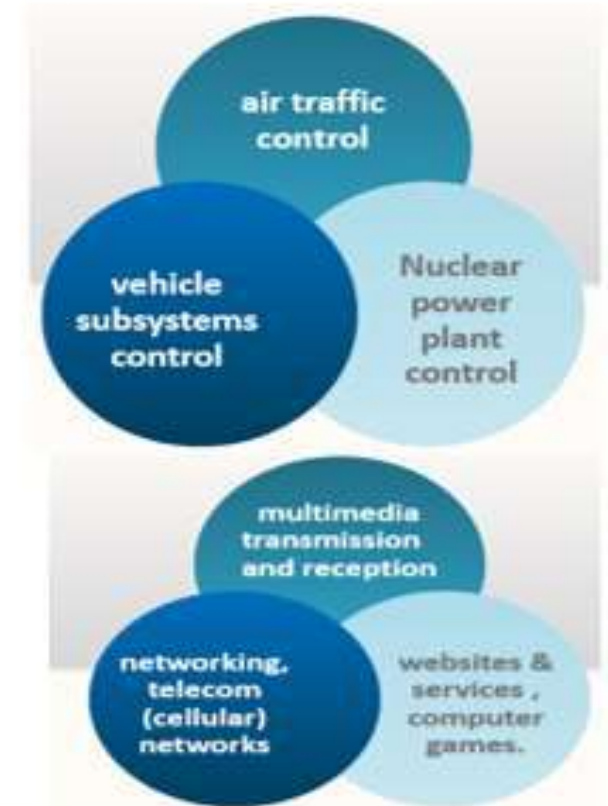 air traffic
control
vehicle
subsystems
control
Nuclear
power
plant
control
multimedia
transmission
and reception
networking,
telecom
(cellular)
networks
websites &
services ,
computer
games.